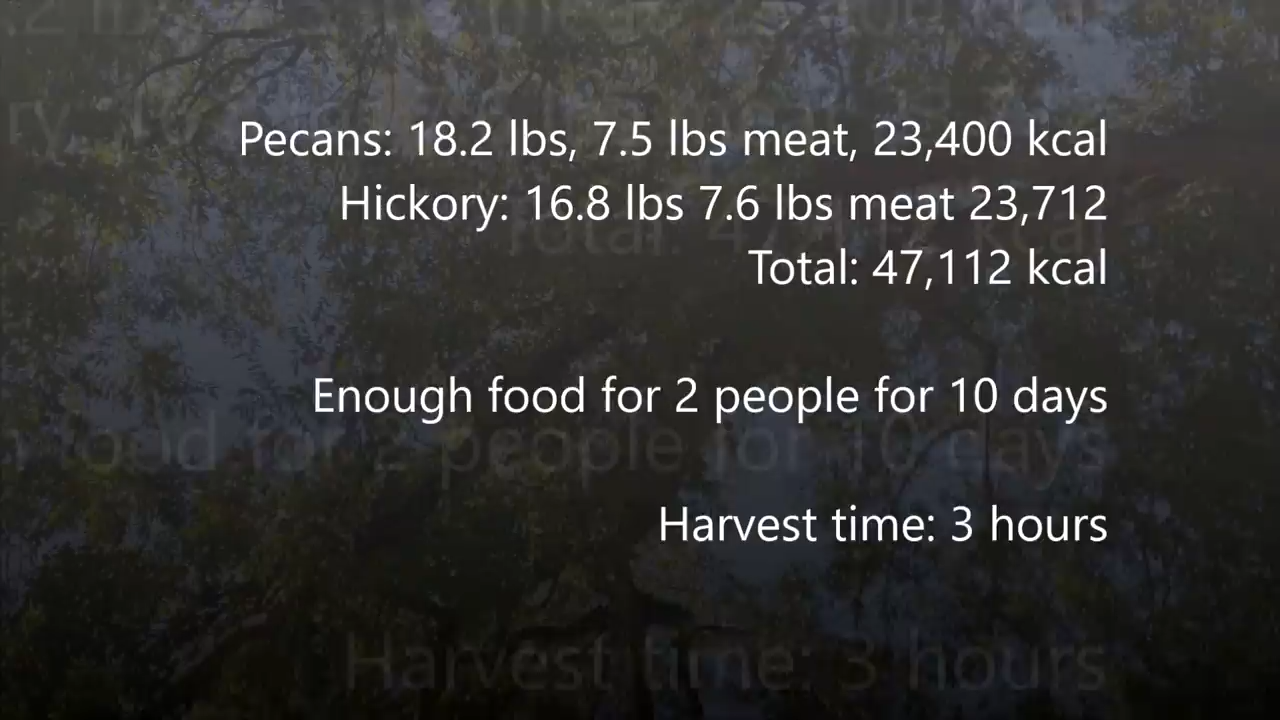 Pecans: 18.2 lbs, 7.5 lbs meat, 23,400 kcal
Hickory: 16.8 lbs 7.6 lbs meat 23,712
Total: 47,112 kcal
Enough food for 2 people for 10 days
Harvest time: 3 hours